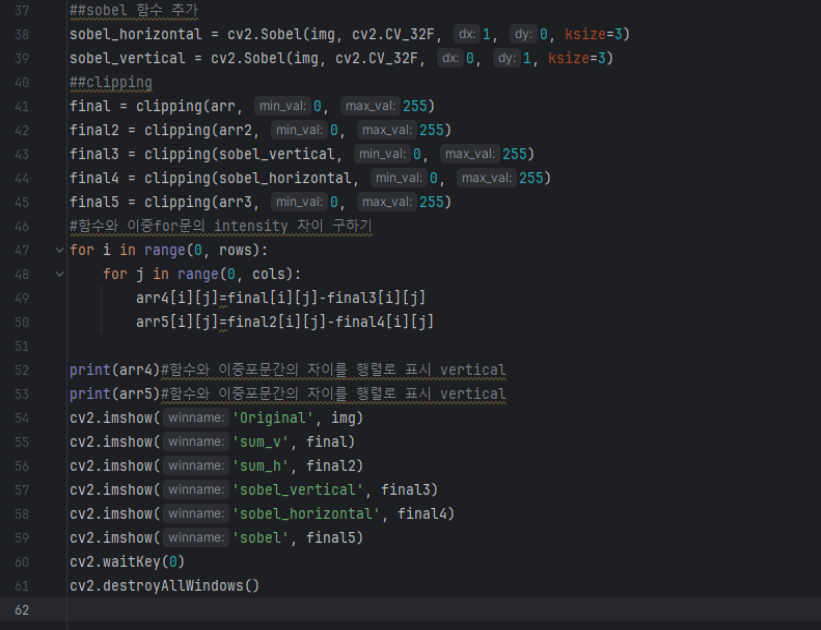 37 ##sobel 함수 추가
38 sobel_horizontal = cv2.Sobel(img, cv2.CV_32F, dx: 1, dy: 0, ksize=3)
39 sobel_vertical = cv2.Sobel(img, cv2.CV_32F, dx: 0, dy: 1, ksize=3)
40 ##clipping
41 final = clipping(arr, min_val: 0, max_val: 255)
42 final2 = clipping(arr2, min_val: 0, max_val: 255)
43 final3 = clipping(sobel_vertical, min_val: 0, max_val: 255)
44 final4 = clipping(sobel_horizontal, min_val: 0, max_val: 255)
45 final5 = clipping(arr3, min_val: 0, max_val: 255)
46 #함수와 이중for문의 intensity 차이 구하기
47 for i in range(0, rows):
48 for j in range(0, cols):
49 arr4[i][j]=final[i][j]-final3[i][j]
50 arr5[i][j]=final2[i][j]-final4[i][j]
51
52 print(arr4)#함수와 이중포문간의 차이를 행렬로 표시 vertical
53 print(arr5)#함수와 이중포문간의 차이를 행렬로 표시 vertical
54 cv2.imshow( winname: 'Original', img)
55 cv2.imshow( winname: 'sum_v', final)
56 cv2.imshow( winname: 'sum_h', final2)
57 cv2.imshow( winname: 'sobel_vertical', final3)
58 cv2.imshow( winname: 'sobel_horizontal', final4)
59 cv2.imshow( winname: 'sobel', final5)
60 cv2.waitKey(0)
61 cv2.destroyAllWindows()
62